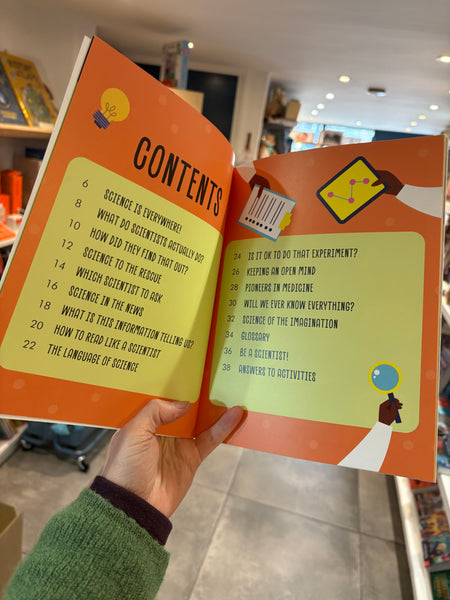 CONTENTS
6 SCIENCE IS EVERYWHERE!
8 WHAT DO SCIENTISTS ACTUALLY DO?
10 HOW DID THEY FIND THAT OUT?
12 SCIENCE TO THE RESCUE
14 WHICH SCIENTIST TO ASK
16 SCIENCE IN THE NEWS
18 WHAT IS THIS INFORMATION TELLING US?
20 HOW TO READ LIKE A SCIENTIST
22 THE LANGUAGE OF SCIENCE
24 IS IT OK TO DO THAT EXPERIMENT?
26 KEEPING AN OPEN MIND
28 PIONEERS IN MEDICINE
30 WILL WE EVER KNOW EVERYTHING?
32 SCIENCE OF THE IMAGINATION
34 GLOSSARY
36 BE A SCIENTIST!
38 ANSWERS TO ACTIVITIES